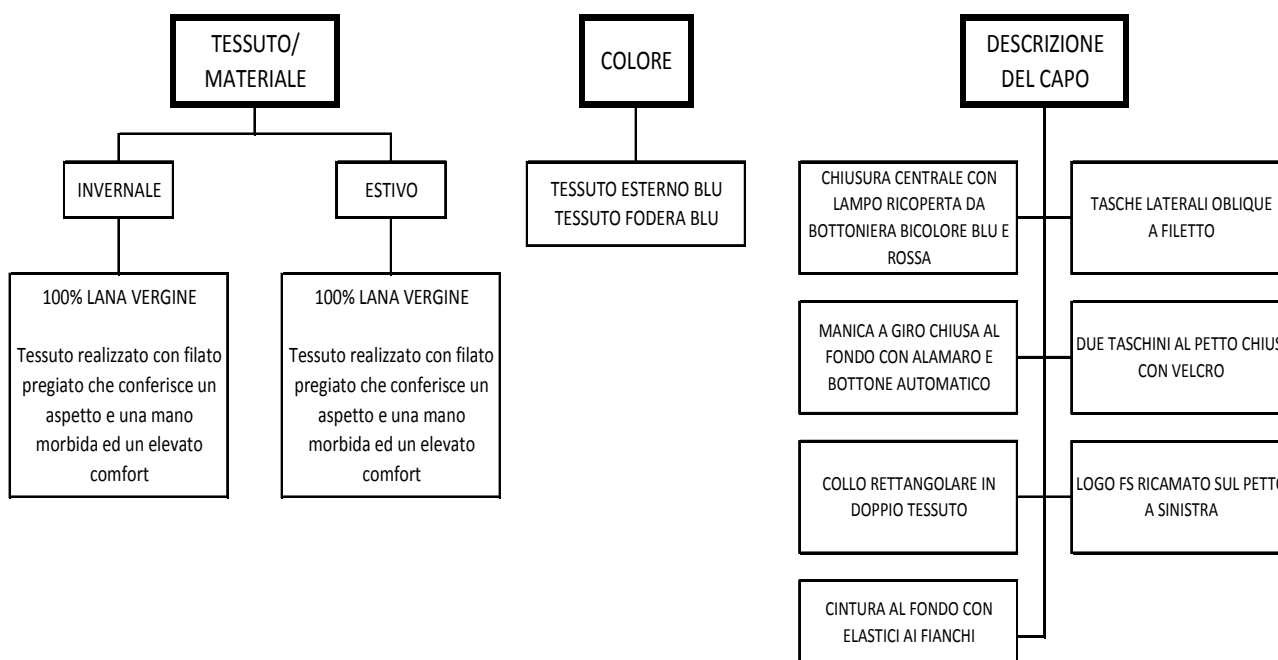 TESSUTO/
MATERIALE
INVERNALE
100% LANA VERGINE
Tessuto realizzato con filato
pregiato che conferisce un
aspetto e una mano
morbida ed un elevato
comfort
ESTIVO
100% LANA VERGINE
Tessuto realizzato con filato
pregiato che conferisce un
aspetto e una mano
morbida ed un elevato
comfort
COLORE
TESSUTO ESTERNO BLU
TESSUTO FODERA BLU
DESCRIZIONE
DEL CAPO
CHIUSURA CENTRALE CON
LAMPO RICOPERTA DA
BOTTONIERA BICOLORE BLU E
ROSSA
TASCHE LATERALI OBLIQUE
A FILETTO
MANICA A GIRO CHIUSA AL
FONDO CON ALAMARO E
BOTTONE AUTOMATICO
DUE TASCHINI AL PETTO CHIUS
CON VELCRO
COLLO RETTANGOLARE IN
DOPPIO TESSUTO
LOGO FS RICAMATO SUL PETTO
A SINISTRA
CINTURA AL FONDO CON
ELASTICI AI FIANCHI